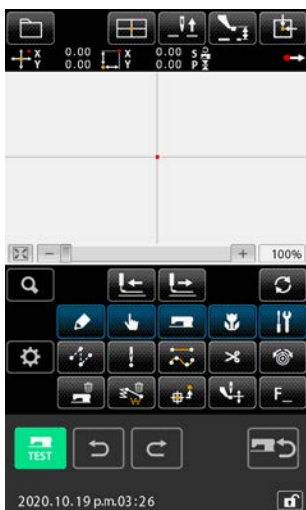 X 0.00 X 0.00 S
Y 0.00 Y 0.00 P
100%
F_
TEST
2020.10.19 p.m.03:26